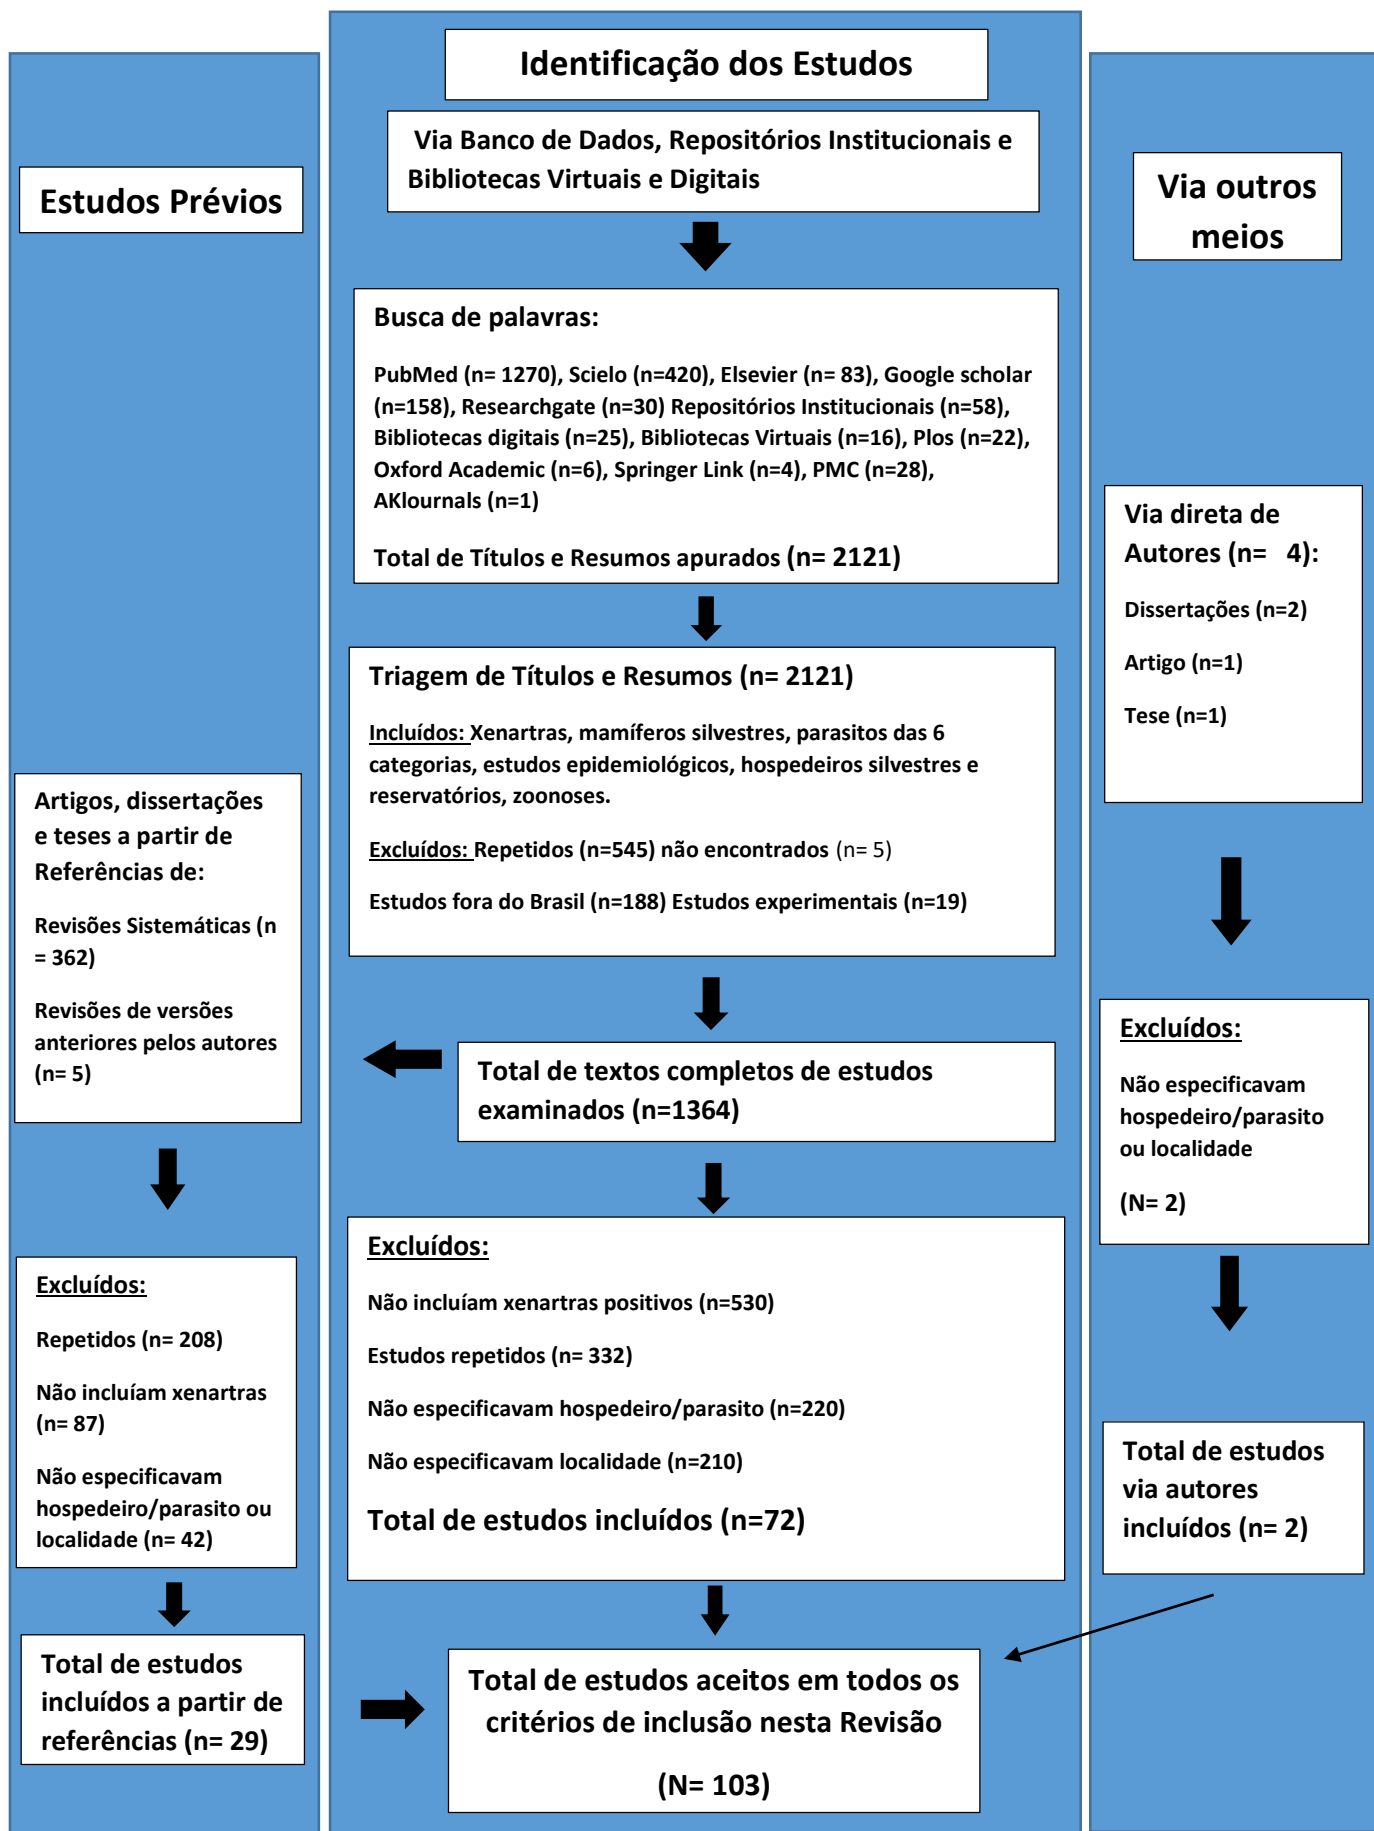 Identificação dos Estudos
Via Banco de Dados, Repositórios Institucionais e
Bibliotecas Virtuais e Digitais
Busca de palavras:
PubMed (n= 1270), Scielo (n=420), Elsevier (n= 83), Google scholar
(n=158), Researchgate (n=30) Repositórios Institucionais (n=58),
Bibliotecas digitais (n=25), Bibliotecas Virtuais (n=16), Plos (n=22),
Oxford Academic (n=6), Springer Link (n=4), PMC (n=28),
AKlournals (n=1)
Total de Títulos e Resumos apurados (n= 2121)
Triagem de Títulos e Resumos (n= 2121)
Incluídos: Xenartras, mamíferos silvestres, parasitos das 6
categorias, estudos epidemiológicos, hospedeiros silvestres e
reservatórios, zoonoses.
Excluídos: Repetidos (n=545) não encontrados (n= 5)
Estudos fora do Brasil (n=188) Estudos experimentais (n=19)
Total de textos completos de estudos
examinados (n=1364)
Excluídos:
Não incluíam xenartras positivos (n=530)
Estudos repetidos (n= 332)
Não especificavam hospedeiro/parasito (n=220)
Não especificavam localidade (n=210)
Total de estudos incluídos (n=72)
Estudos Prévios
Artigos, dissertações
e teses a partir de
Referências de:
Revisões Sistemáticas (n
= 362)
Revisões de versões
anteriores pelos autores
(n= 5)
Excluídos:
Repetidos (n= 208)
Não incluíam xenartras
(n= 87)
Não especificavam
hospedeiro/parasito ou
localidade (n= 42)
Total de estudos
incluídos a partir de
referências (n= 29)
Via outros
meios
Via direta de
Autores (n= 4):
Dissertações (n=2)
Artigo (n=1)
Tese (n=1)
Excluídos:
Não especificavam
hospedeiro/parasito
ou localidade
(N= 2)
Total de estudos
via autores
incluídos (n= 2)
Total de estudos aceitos em todos os
critérios de inclusão nesta Revisão
(N= 103)